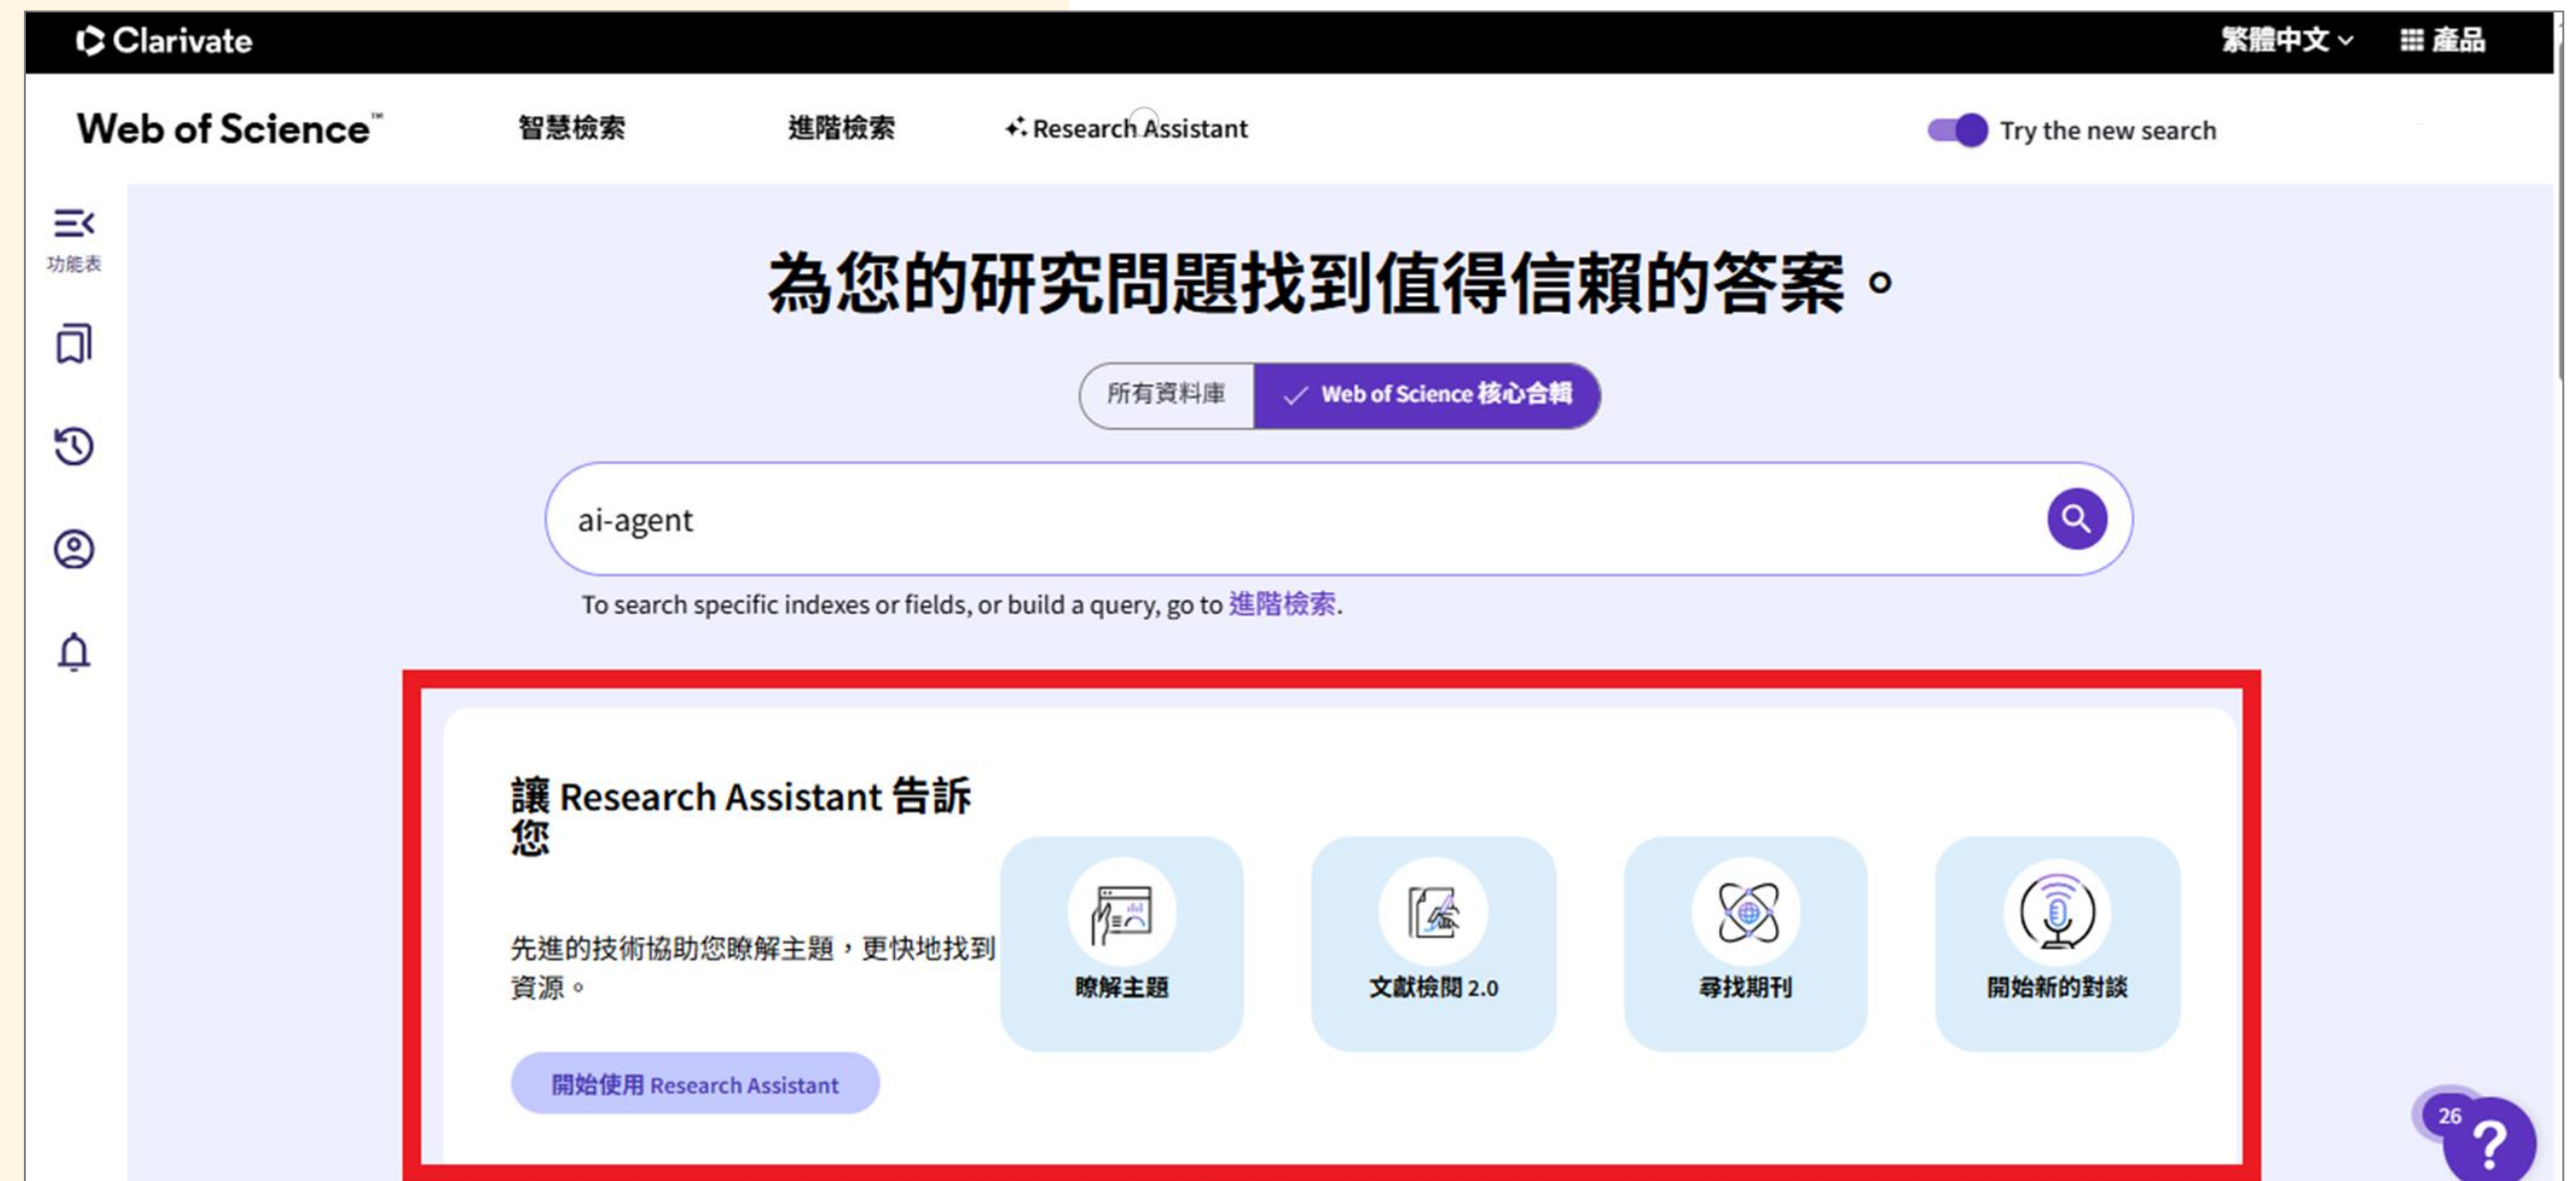 Clarivate
繁體中文
產品
Web of Science™
智慧檢索
進階檢索
Research Assistant
Try the new search
功能表
為您的研究問題找到值得信賴的答案。
所有資料庫
Web of Science 核心合輯
ai-agent
To search specific indexes or fields, or build a query, go to 進階檢索.
讓 Research Assistant 告訴
您
先進的技術協助您瞭解主題，更快地找到
資源。
開始使用 Research Assistant
瞭解主題
文獻檢閱 2.0
尋找期刊
開始新的對談
26
?